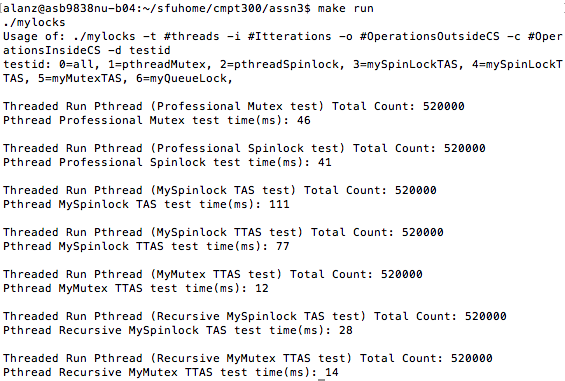 alanz@asb9838nu-b04:~/sfuhome/cmpt300/assn3$ make run
./mylocks
Usage of: ./mylocks -t #threads -i #Itterations -o #OperationsOutsideCS -c #Oper
ationsInsideCS -d testid
testid: 0=all, 1=pthreadMutex, 2=pthreadSpinlock, 3=mySpinLockTAS, 4=mySpinLockT
TAS, 5=myMutexTAS, 6=myQueueLock,
Threaded Run Pthread (Professional Mutex test) Total Count: 520000
Pthread Professional Mutex test time(ms): 46
Threaded Run Pthread (Professional Spinlock test) Total Count: 520000
Pthread Professional Spinlock test time(ms): 41
Threaded Run Pthread (MySpinlock TAS test) Total Count: 520000
Pthread MySpinlock TAS test time(ms): 111
Threaded Run Pthread (MySpinlock TTAS test) Total Count: 520000
Pthread MySpinlock TTAS test time(ms): 77
Threaded Run Pthread (MyMutex TTAS test) Total Count: 520000
Pthread MyMutex TTAS test time(ms): 12
Threaded Run Pthread (Recursive MySpinlock TAS test) Total Count: 520000
Pthread Recursive MySpinlock TAS test time(ms): 28
Threaded Run Pthread (Recursive MyMutex TTAS test) Total Count: 520000
Pthread Recursive MyMutex TTAS test time(ms): 14